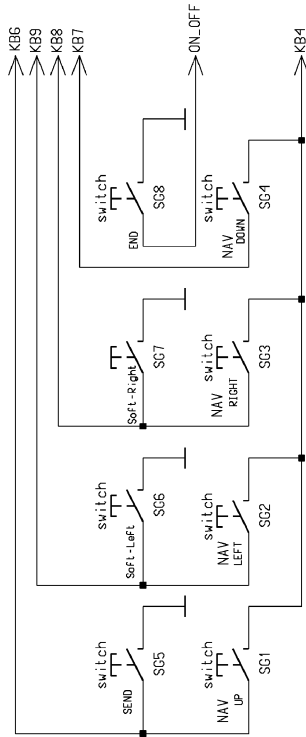 KB6
KB9
KB8
KB7
ON_OFF
KB4
switch
END
SG8
switch
NAV
DOWN
SG4
Soft-Right
SG7
switch
NAV
RIGHT
SG3
switch
Soft-Left
SG6
switch
NAV
LEFT
SG2
switch
SEND
SG5
switch
NAV
UP
SG1